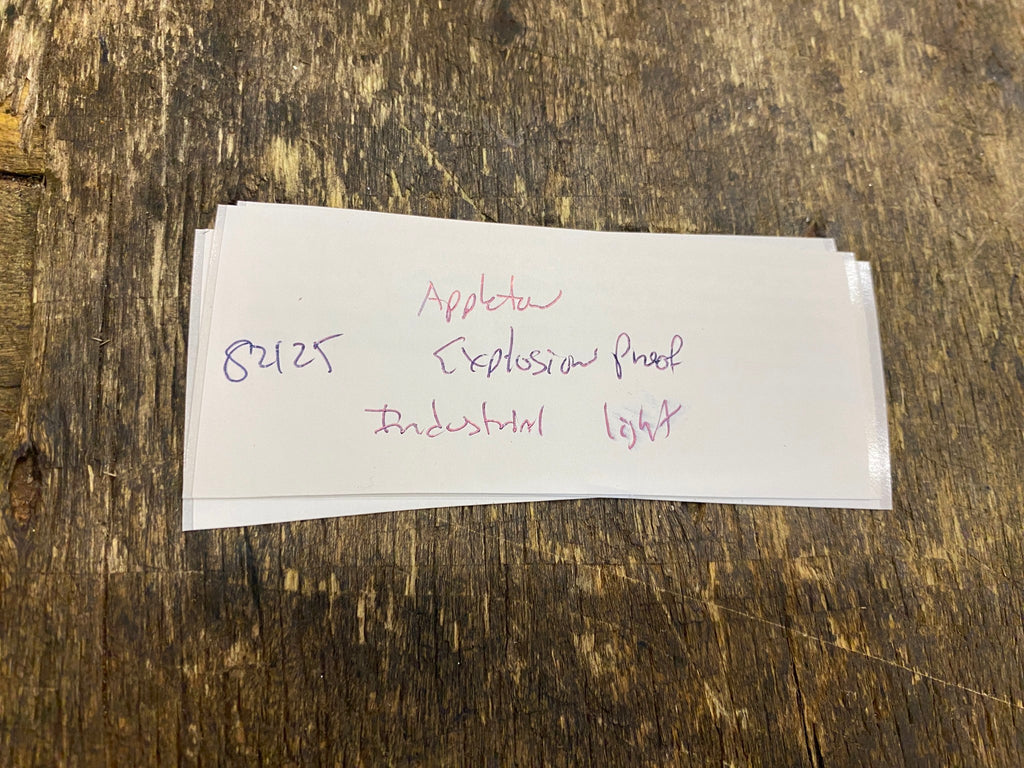 Appleton
82125 Explosion Proof
Industrial light